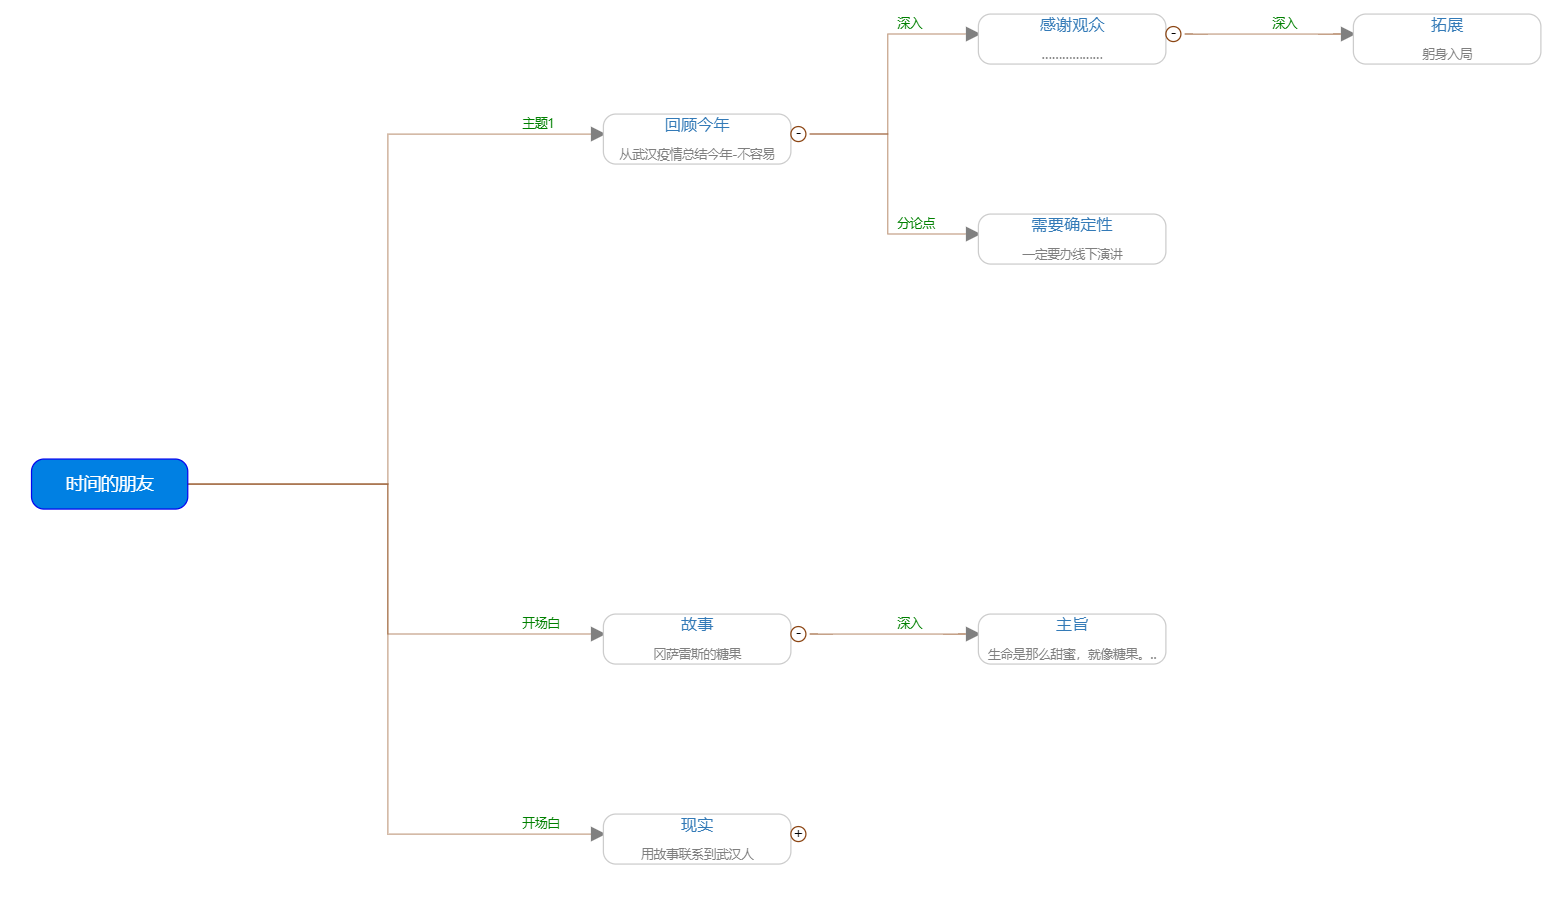 深入
感谢观众
………………
深入
拓展
躬身入局
主题1
回顾今年
从武汉疫情总结今年-不容易
分论点
需要确定性
一定要办线下演讲
时间的朋友
开场白
故事
冈萨雷斯的糖果
深入
主旨
生命是那么甜蜜，就像糖果。..
开场白
现实
用故事联系到武汉人